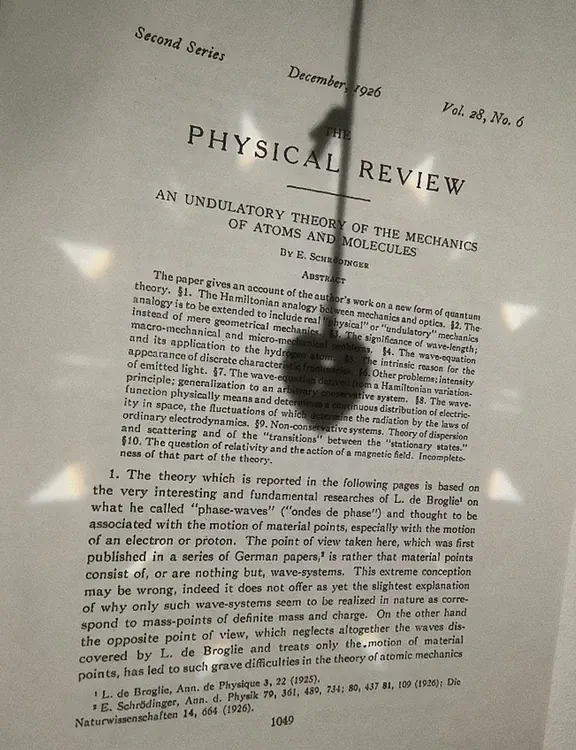 Second Series
December, 1926
Vol. 28, No. 6
THE
PHYSICAL REVIEW
AN UNDULATORY THEORY OF THE MECHANICS
OF ATOMS AND MOLECULES
By E. Schrödinger
Abstract
The paper gives an account of the author's work on a new form of quantum
theory. §1. The Hamiltonian analogy between mechanics and optics. §2. The
analogy is to be extended to include real "physical" or "undulatory" mechanics
instead of mere geometrical mechanics. §3. The significance of wave-length;
macro-mechanical and micro-mechanical problems. §4. The wave-equation
and its application to the hydrogen atom. §5. The intrinsic reason for the
appearance of discrete characteristic frequencies. §6. Other problems; intensity
of emitted light. §7. The wave-equation derived from a Hamiltonian variation-
principle; generalization to an arbitrary conservative system. §8. The wave-
function physically means and determines a continuous distribution of electric-
ity in space, the fluctuations of which determine the radiation by the laws of
ordinary electrodynamics. §9. Non-conservative systems. Theory of dispersion
and scattering and of the "transitions" between the "stationary states."
§10. The question of relativity and the action of a magnetic field. Incomplete-
ness of that part of the theory.
1. The theory which is reported in the following pages is based on
the very interesting and fundamental researches of L. de Broglie¹ on
what he called "phase-waves" ("ondes de phase") and thought to be
associated with the motion of material points, especially with the motion
of an electron or proton. The point of view taken here, which was first
published in a series of German papers,² is rather that material points
consist of, or are nothing but, wave-systems. This extreme conception
may be wrong, indeed it does not offer as yet the slightest explanation
of why only such wave-systems seem to be realized in nature as corre-
spond to mass-points of definite mass and charge. On the other hand
the opposite point of view, which neglects altogether the waves dis-
covered by L. de Broglie and treats only the motion of material
points, has led to such grave difficulties in the theory of atomic mechanics
¹ L. de Broglie, Ann. de Physique 3, 22 (1925).
² E. Schrödinger, Ann. d. Physik 79, 361, 489, 734; 80, 437 81, 109 (1926); Die
Naturwissenschaften 14, 664 (1926).
1049